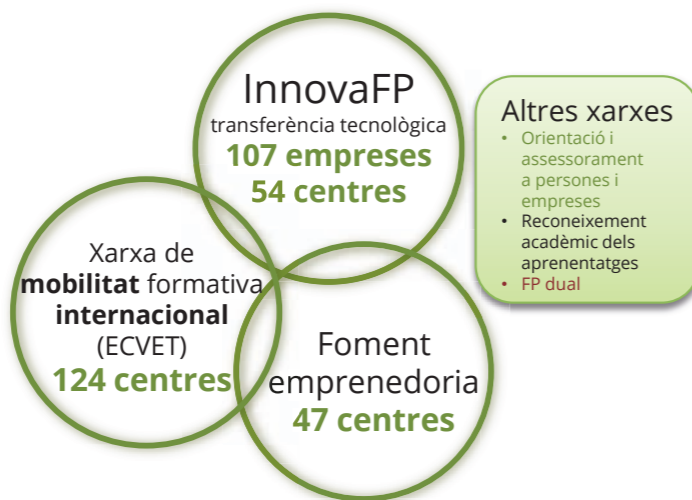 InnovaFP
transferència tecnològica
107 empreses
54 centres
Xarxa de
mobilitat formativa
internacional
(ECVET)
124 centres
Foment
emprenedoria
47 centres
Altres xarxes
• Orientació i
assessorament
a persones i
empreses
• Reconeixement
acadèmic dels
aprenentatges
• FP dual